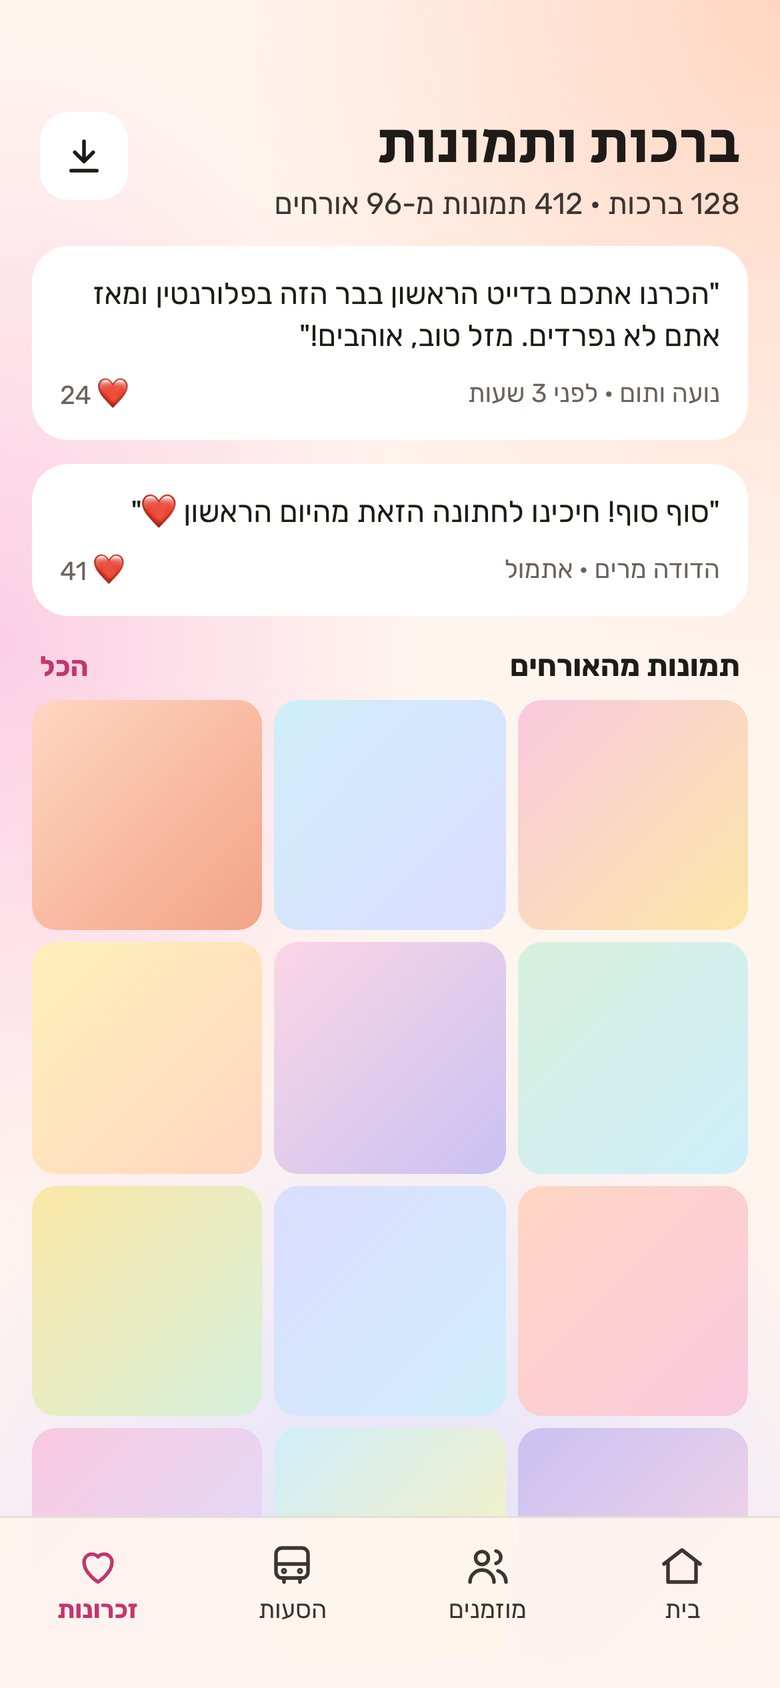 ברכות ותמונות
128 ברכות • 412 תמונות מ-96 אורחים
"הכרנו אתכם בדייט הראשון בבר הזה בפלורנטין ומאז
אתם לא נפרדים. מזל טוב, אוהבים!"
נועה ותום • לפני 3 שעות
❤️ 24
"סוף סוף! חיכינו לחתונה הזאת מהיום הראשון ❤️"
הדודה מרים • אתמול
❤️ 41
תמונות מהאורחים
הכל
בית
מוזמנים
הסעות
זכרונות